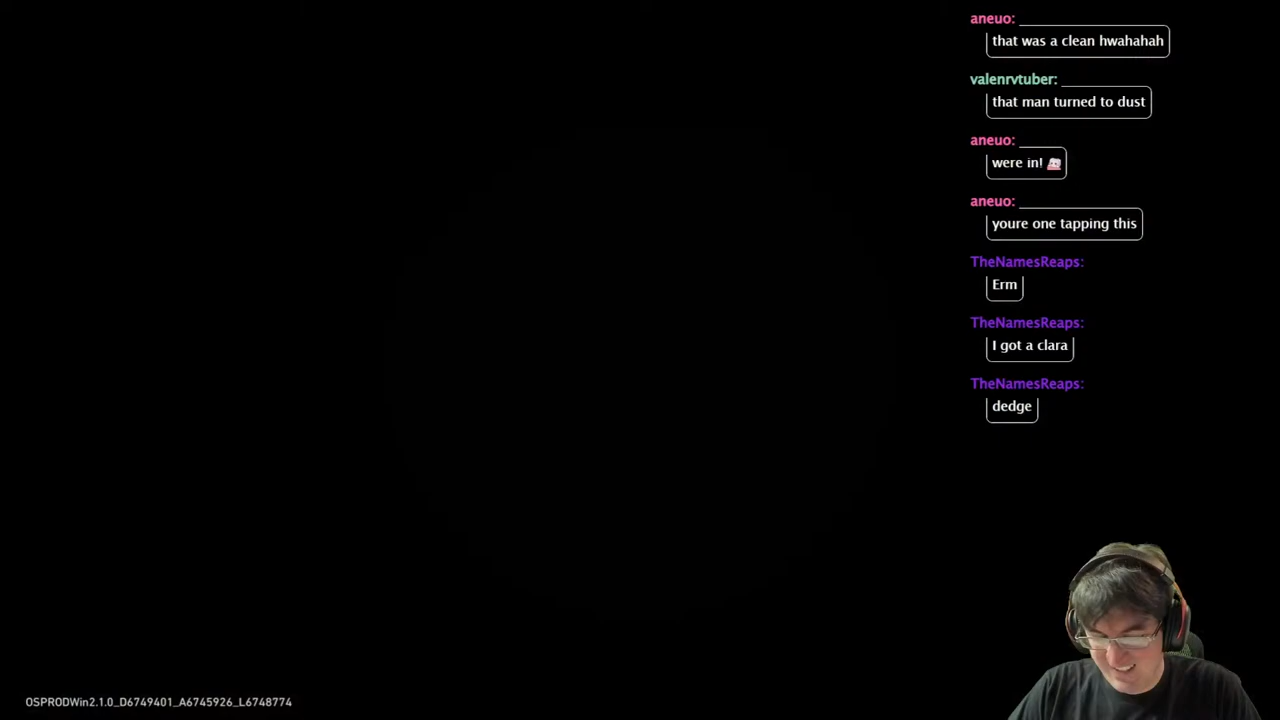 aneuo:
that was a clean hwahahah
valenrvtuber:
that man turned to dust
aneuo:
were in!
aneuo:
youre one tapping this
TheNamesReaps:
Erm
TheNamesReaps:
I got a clara
TheNamesReaps:
dedge
OSPRODWin2.1.0_D6749401_A6745926_L6748774